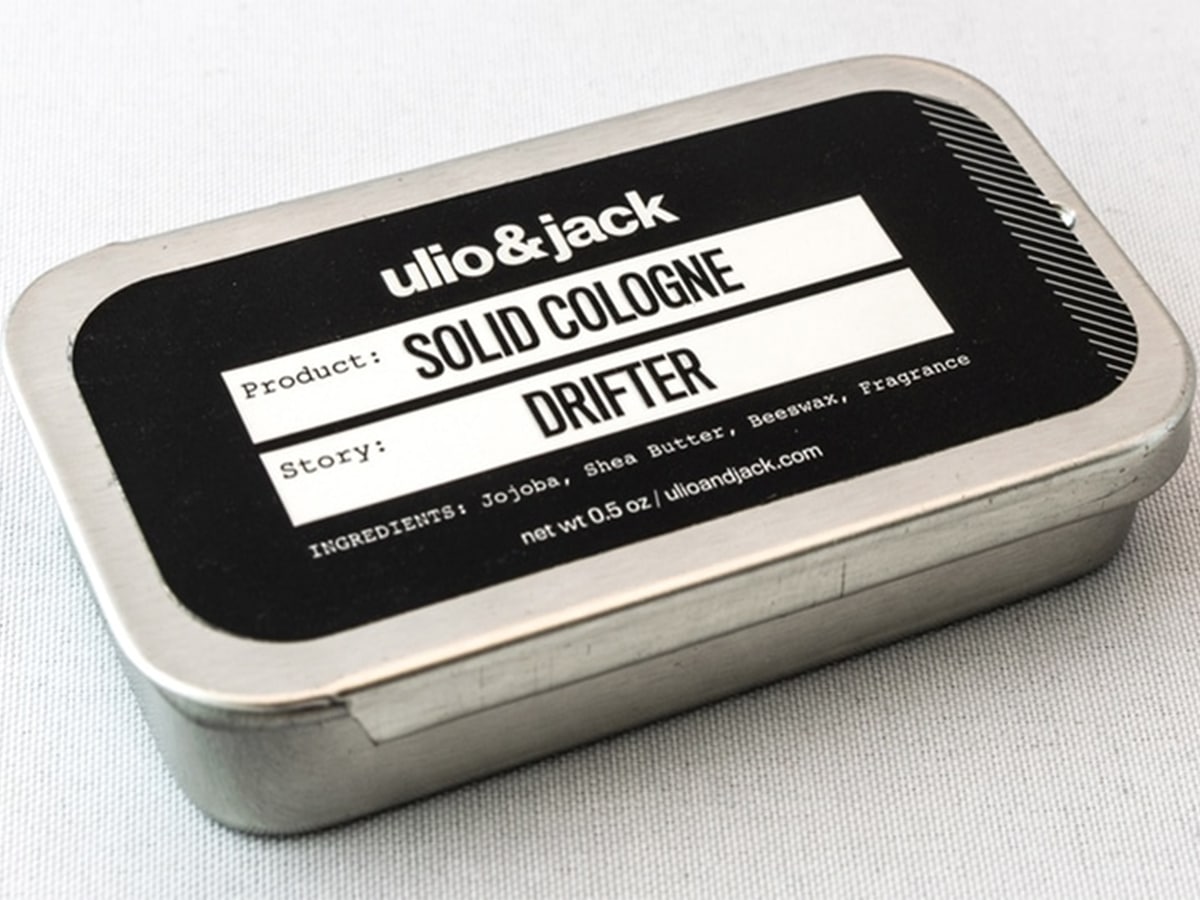 ulio&jack
Product: SOLID COLOGNE
Story: DRIFTER
INGREDIENTS: Jojoba, Shea Butter, Beeswax, Fragrance
net wt 0.5 oz | ulioandjack.com